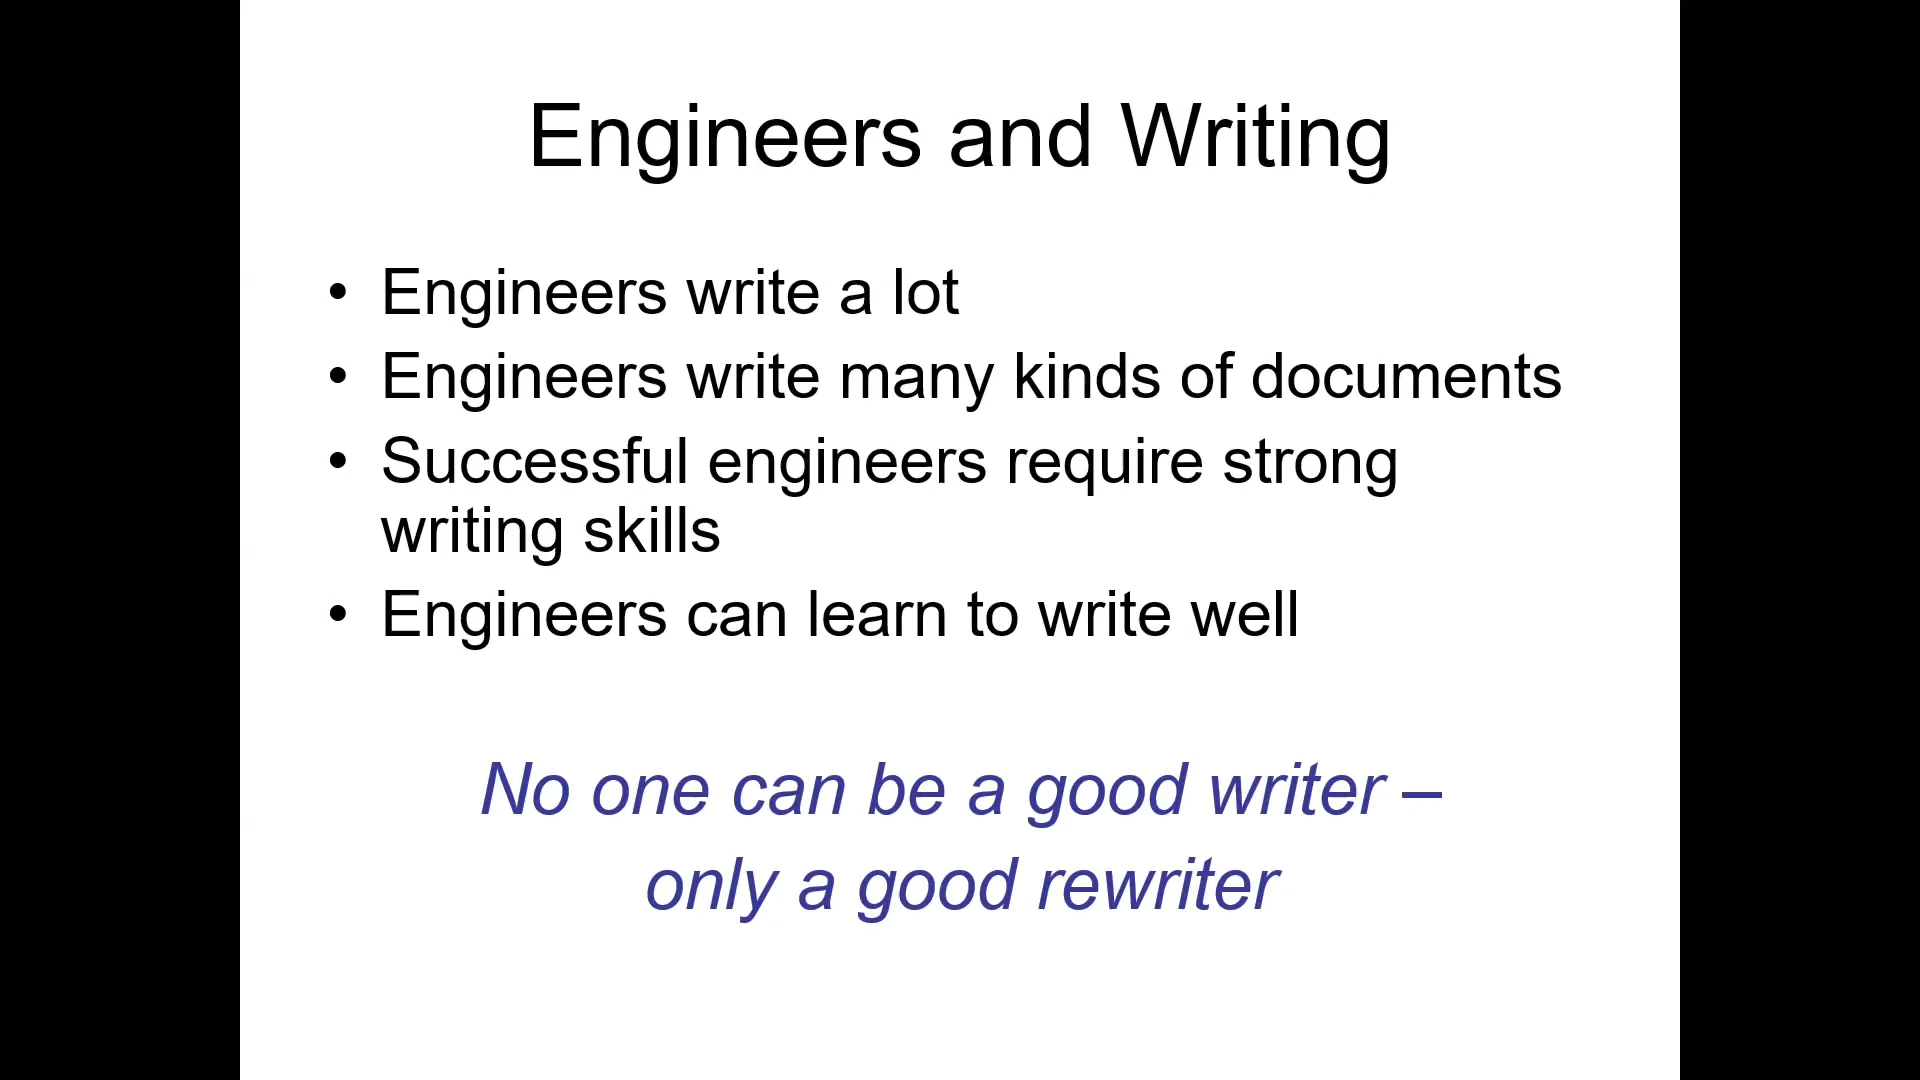 Engineers and Writing
• Engineers write a lot
• Engineers write many kinds of documents
• Successful engineers require strong
writing skills
• Engineers can learn to write well
No one can be a good writer –
only a good rewriter